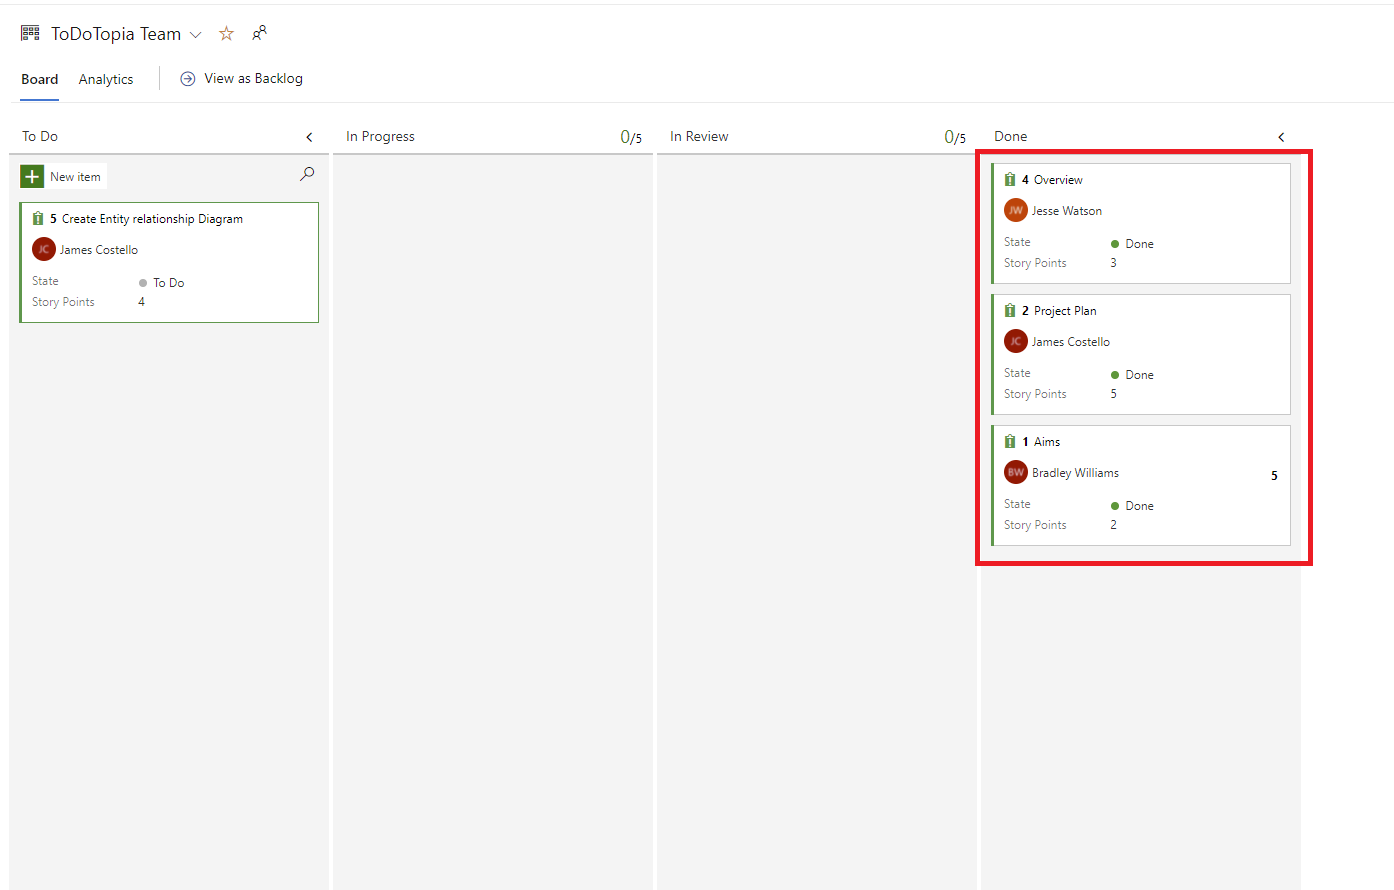 ToDoTopia Team
Board Analytics View as Backlog
To Do
New item
5 Create Entity relationship Diagram
JC James Costello
State To Do
Story Points 4
In Progress 0/5
In Review 0/5
Done
4 Overview
JW Jesse Watson
State Done
Story Points 3
2 Project Plan
JC James Costello
State Done
Story Points 5
1 Aims
BW Bradley Williams 5
State Done
Story Points 2